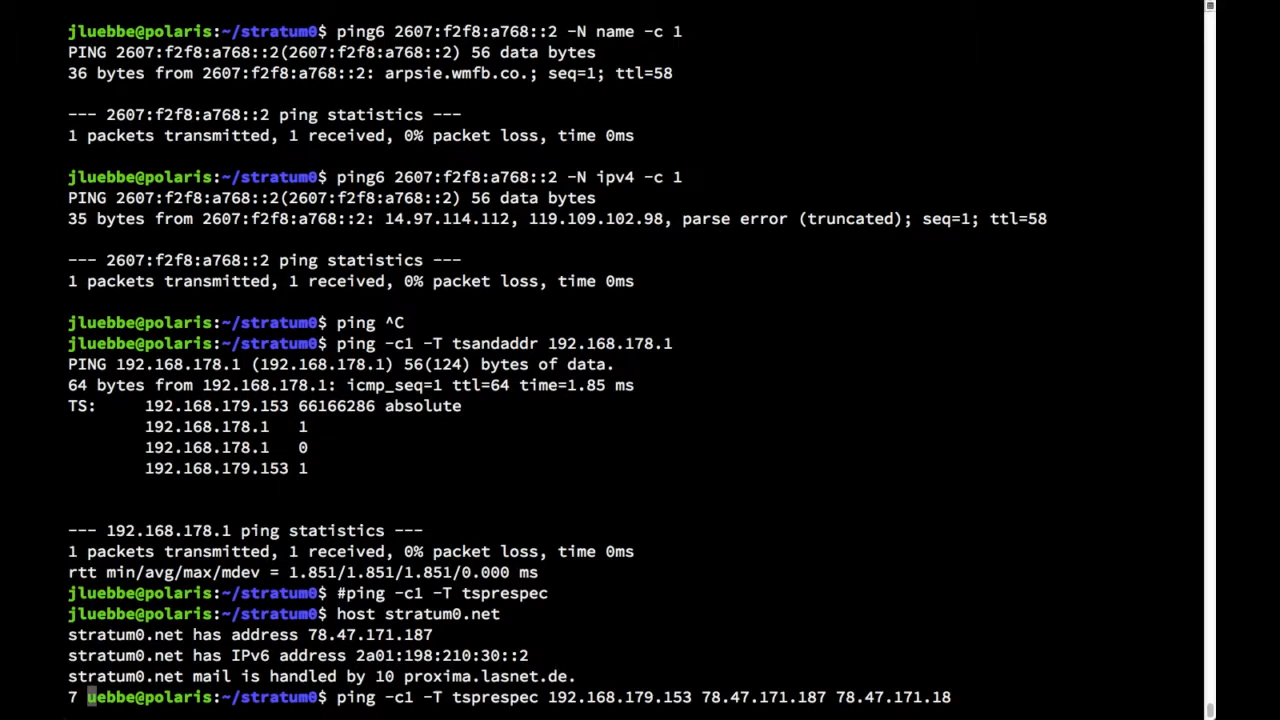 jluebbe@polaris:~/stratum0$ ping6 2607:f2f8:a768::2 -N name -c 1
PING 2607:f2f8:a768::2(2607:f2f8:a768::2) 56 data bytes
36 bytes from 2607:f2f8:a768::2: arpsie.wmfb.co.; seq=1; ttl=58
--- 2607:f2f8:a768::2 ping statistics ---
1 packets transmitted, 1 received, 0% packet loss, time 0ms
jluebbe@polaris:~/stratum0$ ping6 2607:f2f8:a768::2 -N ipv4 -c 1
PING 2607:f2f8:a768::2(2607:f2f8:a768::2) 56 data bytes
35 bytes from 2607:f2f8:a768::2: 14.97.114.112, 119.109.102.98, parse error (truncated); seq=1; ttl=58
--- 2607:f2f8:a768::2 ping statistics ---
1 packets transmitted, 1 received, 0% packet loss, time 0ms
jluebbe@polaris:~/stratum0$ ping ^C
jluebbe@polaris:~/stratum0$ ping -c1 -T tsandaddr 192.168.178.1
PING 192.168.178.1 (192.168.178.1) 56(124) bytes of data.
64 bytes from 192.168.178.1: icmp_seq=1 ttl=64 time=1.85 ms
TS:     192.168.179.153 66166286 absolute
        192.168.178.1   1
        192.168.178.1   0
        192.168.179.153 1
--- 192.168.178.1 ping statistics ---
1 packets transmitted, 1 received, 0% packet loss, time 0ms
rtt min/avg/max/mdev = 1.851/1.851/1.851/0.000 ms
jluebbe@polaris:~/stratum0$ #ping -c1 -T tsprespec
jluebbe@polaris:~/stratum0$ host stratum0.net
stratum0.net has address 78.47.171.187
stratum0.net has IPv6 address 2a01:198:210:30::2
stratum0.net mail is handled by 10 proxima.lasnet.de.
7 uebbe@polaris:~/stratum0$ ping -c1 -T tsprespec 192.168.179.153 78.47.171.187 78.47.171.18